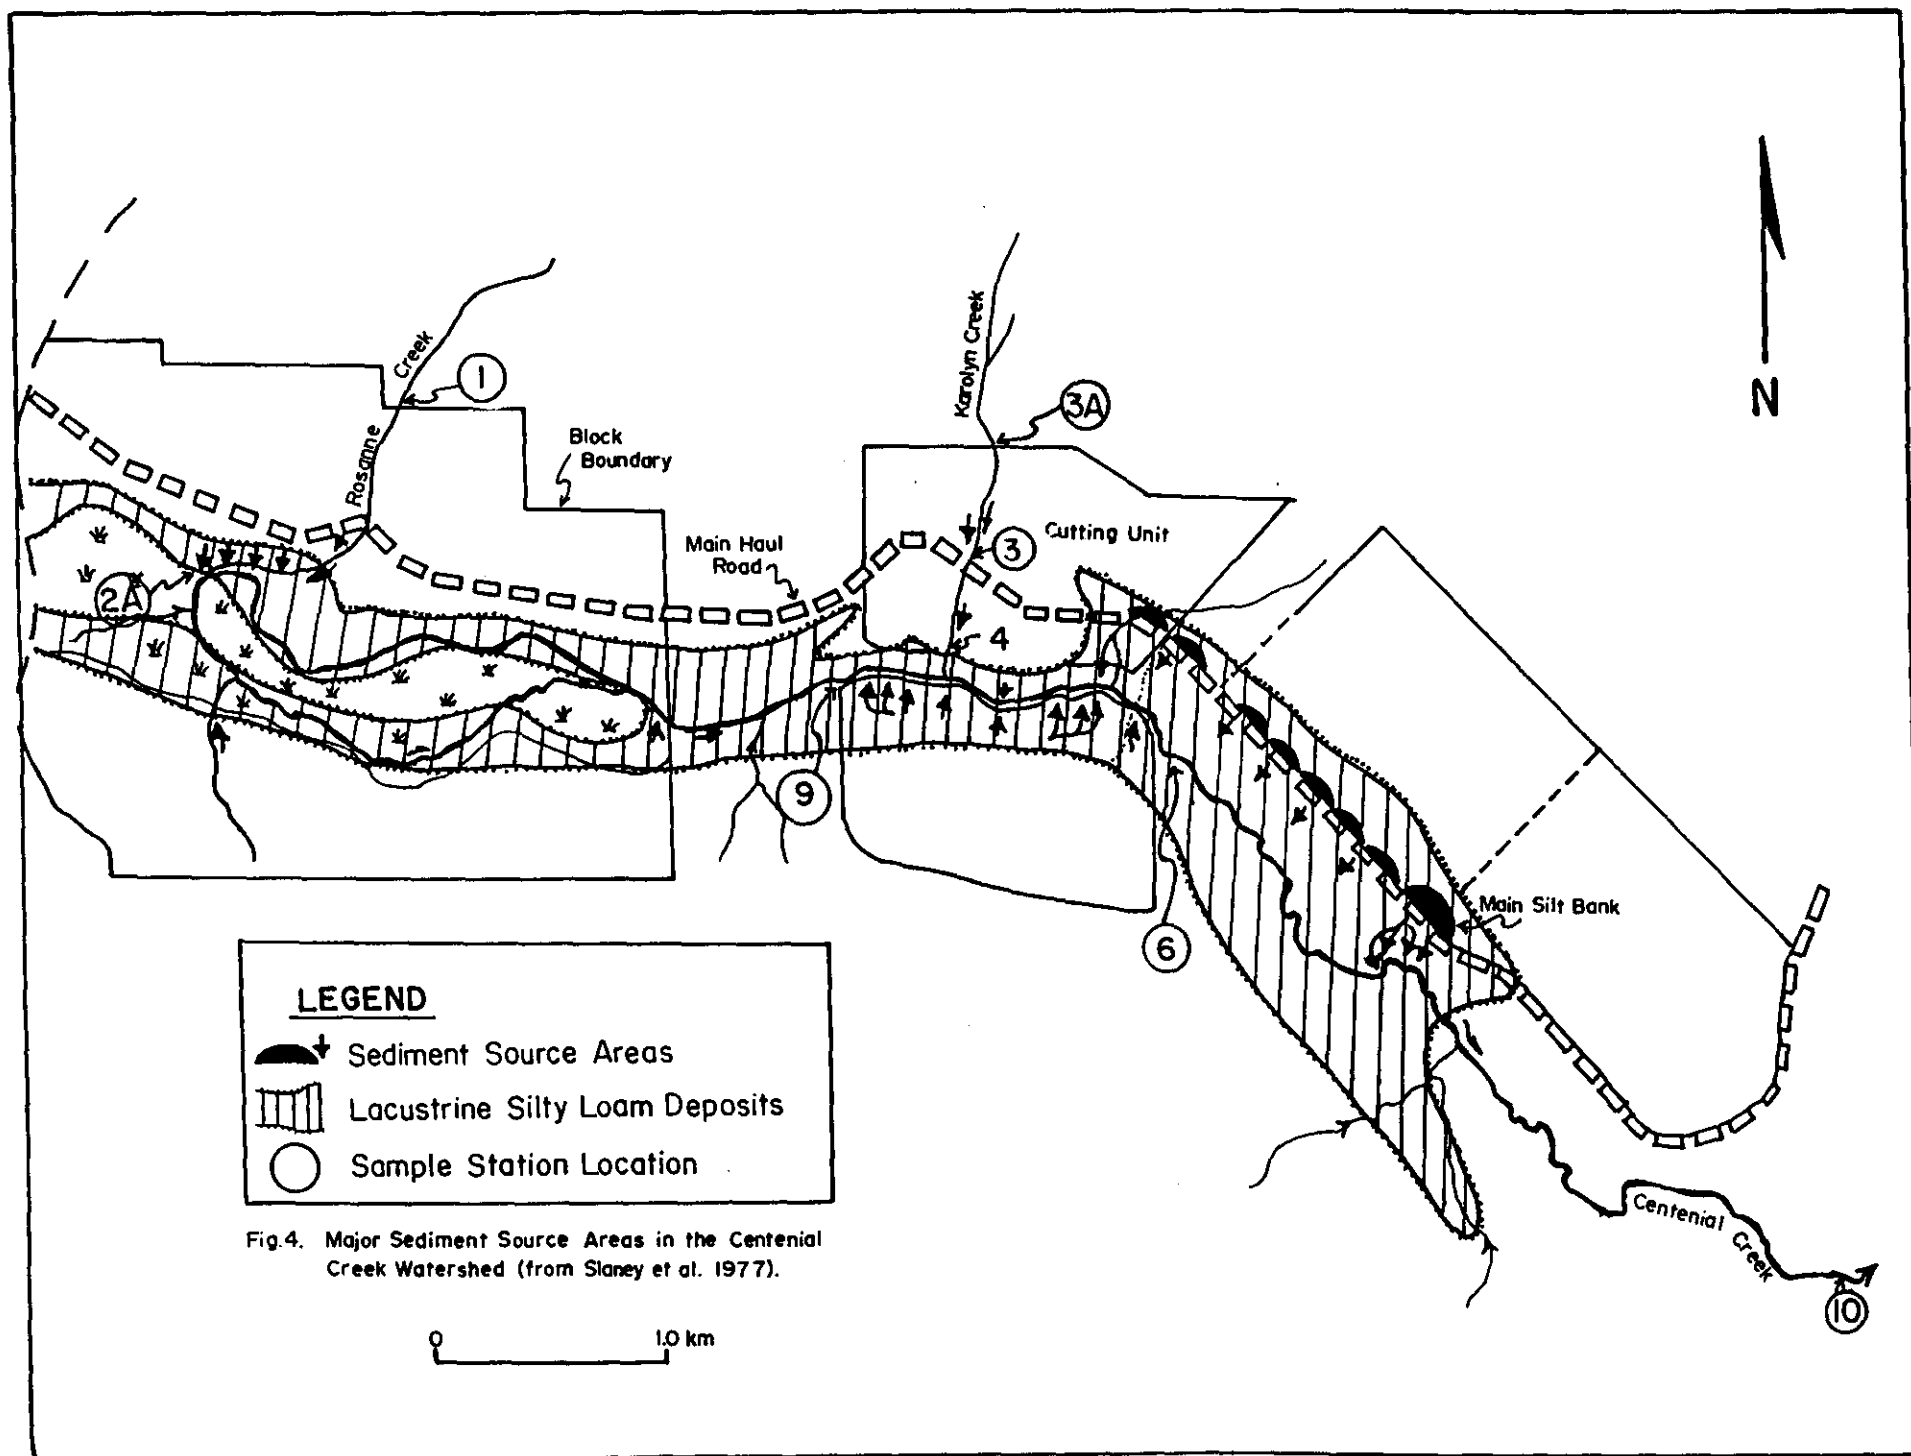 N
Creek
1
Rosanne
Karolyn Creek
3A
Block
Boundary
Main Haul
Road
3
Cutting Unit
2A
4
9
6
Main Silt Bank
LEGEND
Sediment Source Areas
Lacustrine Silty Loam Deposits
Sample Station Location
Fig.4. Major Sediment Source Areas in the Centenial
Creek Watershed (from Slaney et al. 1977).
0 1.0 km
Centenial Creek
10